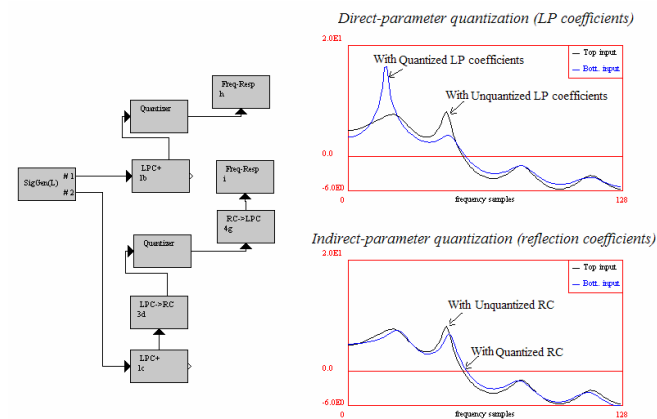 Direct-parameter quantization (LP coefficients)
2.0E1
With Quantized LP coefficients
Top input
Bott. input
With Unquantized LP coefficients
0.0
-6.0E0
0
frequency samples
128
Freq-Resp
h
Quantizer
Freq-Resp
i
SigGen(L)
# 1
# 2
LPC+
1b
RC->LPC
4g
Quantizer
LPC->RC
3d
LPC+
1c
Indirect-parameter quantization (reflection coefficients)
2.0E1
Top input
Bott. input
With Unquantized RC
With Quantized RC
0.0
-6.0E0
0
frequency samples
128